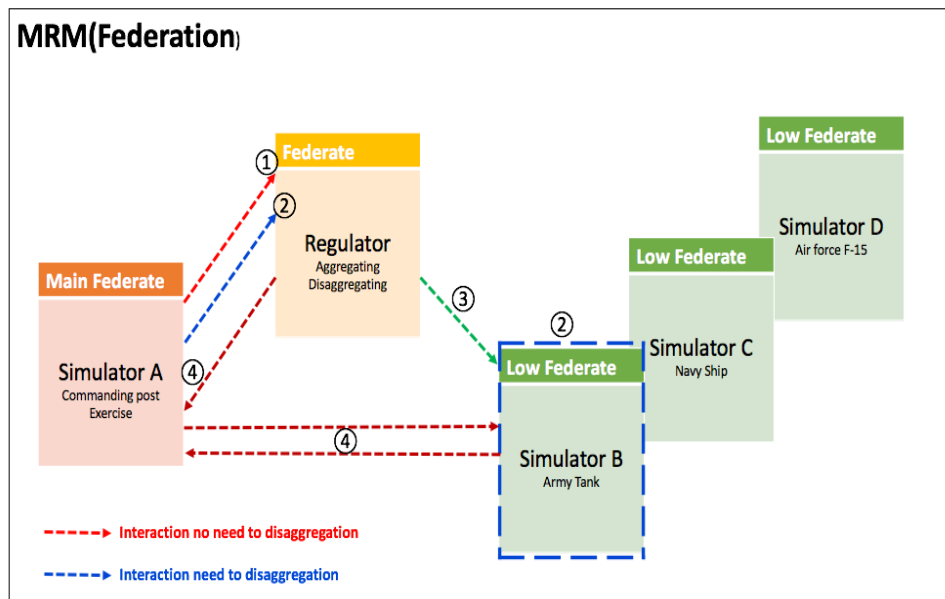 MRM(Federation)
Low Federate
Simulator D
Air force F-15
Federate
①
②
Regulator
Aggregating
Disaggregating
Low Federate
Simulator C
Navy Ship
Main Federate
Simulator A
Commanding post
Exercise
③
②
④
Low Federate
Simulator B
Army Tank
④
Interaction no need to disaggregation
Interaction need to disaggregation